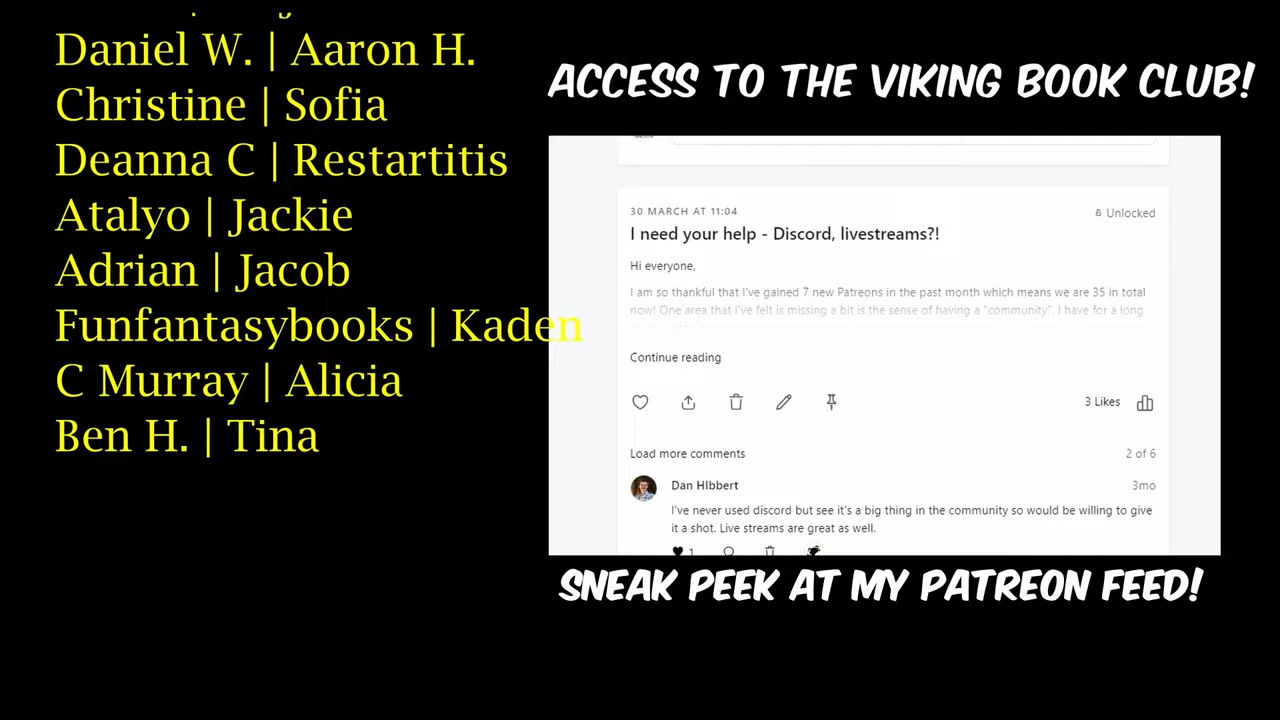 Daniel W. | Aaron H.
Christine | Sofia
Deanna C | Restartitis
Atalyo | Jackie
Adrian | Jacob
Funfantasybooks | Kaden
C Murray | Alicia
Ben H. | Tina
ACCESS TO THE VIKING BOOK CLUB!
30 MARCH AT 11:04
Unlocked
I need your help - Discord, livestreams?!
Hi everyone,
I am so thankful that I've gained 7 new Patreons in the past month which means we are 35 in total
now! One area that I've felt is missing a bit is the sense of having a "community". I have for a long
Continue reading
3 Likes
Load more comments
2 of 6
Dan HIbbert
3mo
I've never used discord but see it's a big thing in the community so would be willing to give
it a shot. Live streams are great as well.
1
SNEAK PEEK AT MY PATREON FEED!